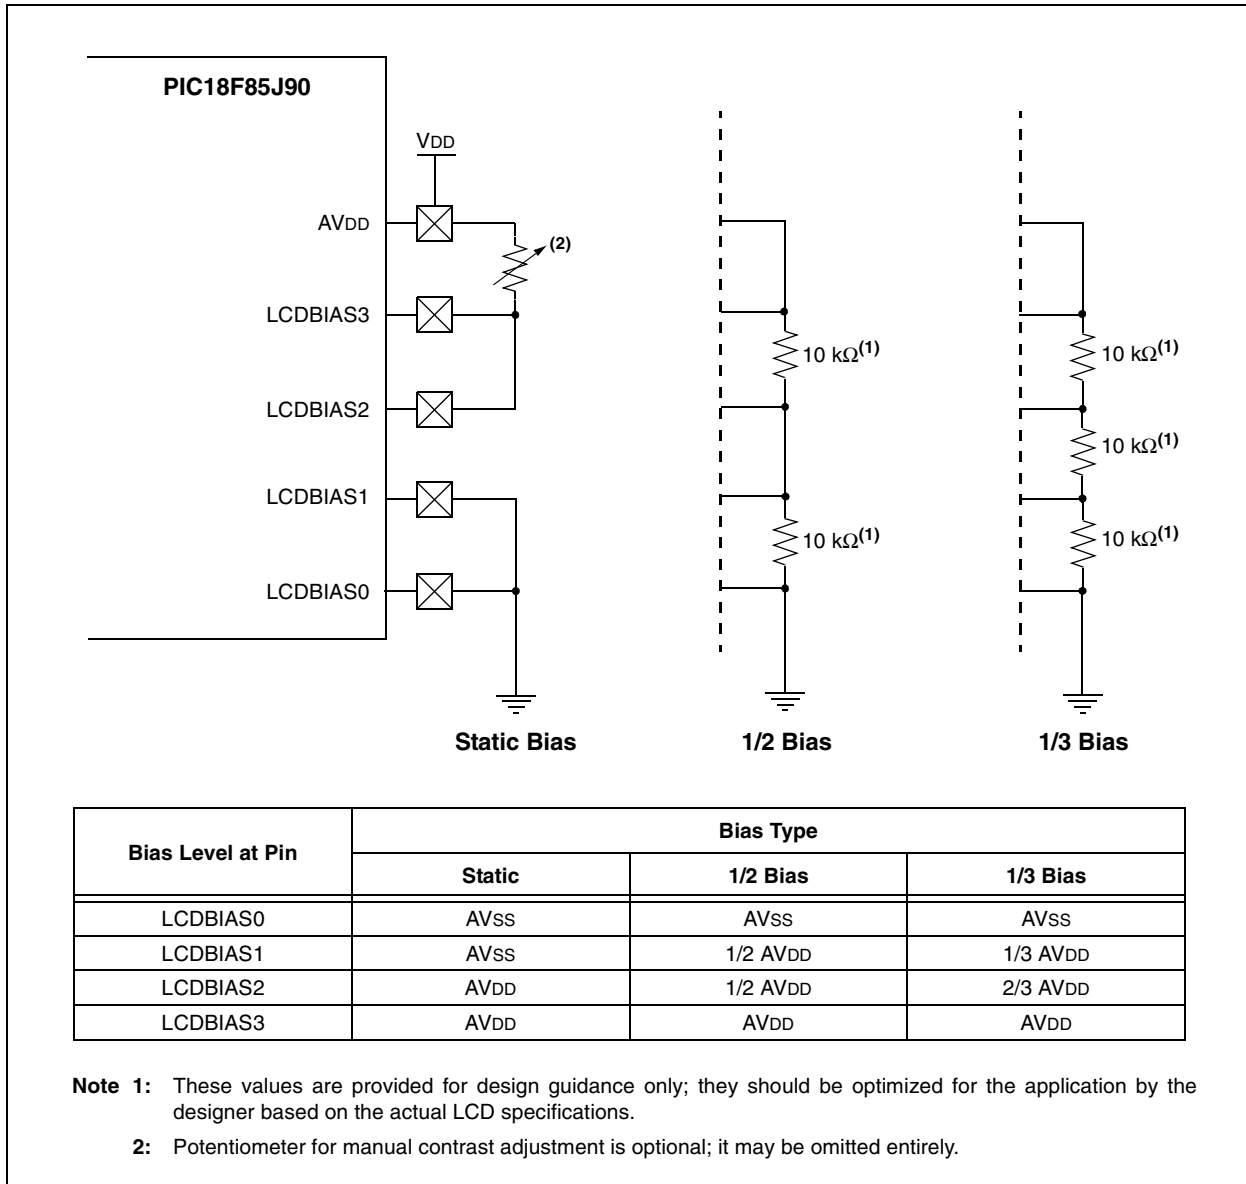 PIC18F85J90
VDD
AVDD
(2)
LCDBIAS3
10 kΩ(1)
10 kΩ(1)
LCDBIAS2
10 kΩ(1)
LCDBIAS1
10 kΩ(1)
10 kΩ(1)
LCDBIAS0
Static Bias
1/2 Bias
1/3 Bias
Bias Level at Pin
Bias Type
Static
1/2 Bias
1/3 Bias
LCDBIAS0 AVSS AVSS AVSS
LCDBIAS1 AVSS 1/2 AVDD 1/3 AVDD
LCDBIAS2 AVDD 1/2 AVDD 2/3 AVDD
LCDBIAS3 AVDD AVDD AVDD
Note 1: These values are provided for design guidance only; they should be optimized for the application by the
designer based on the actual LCD specifications.
2: Potentiometer for manual contrast adjustment is optional; it may be omitted entirely.